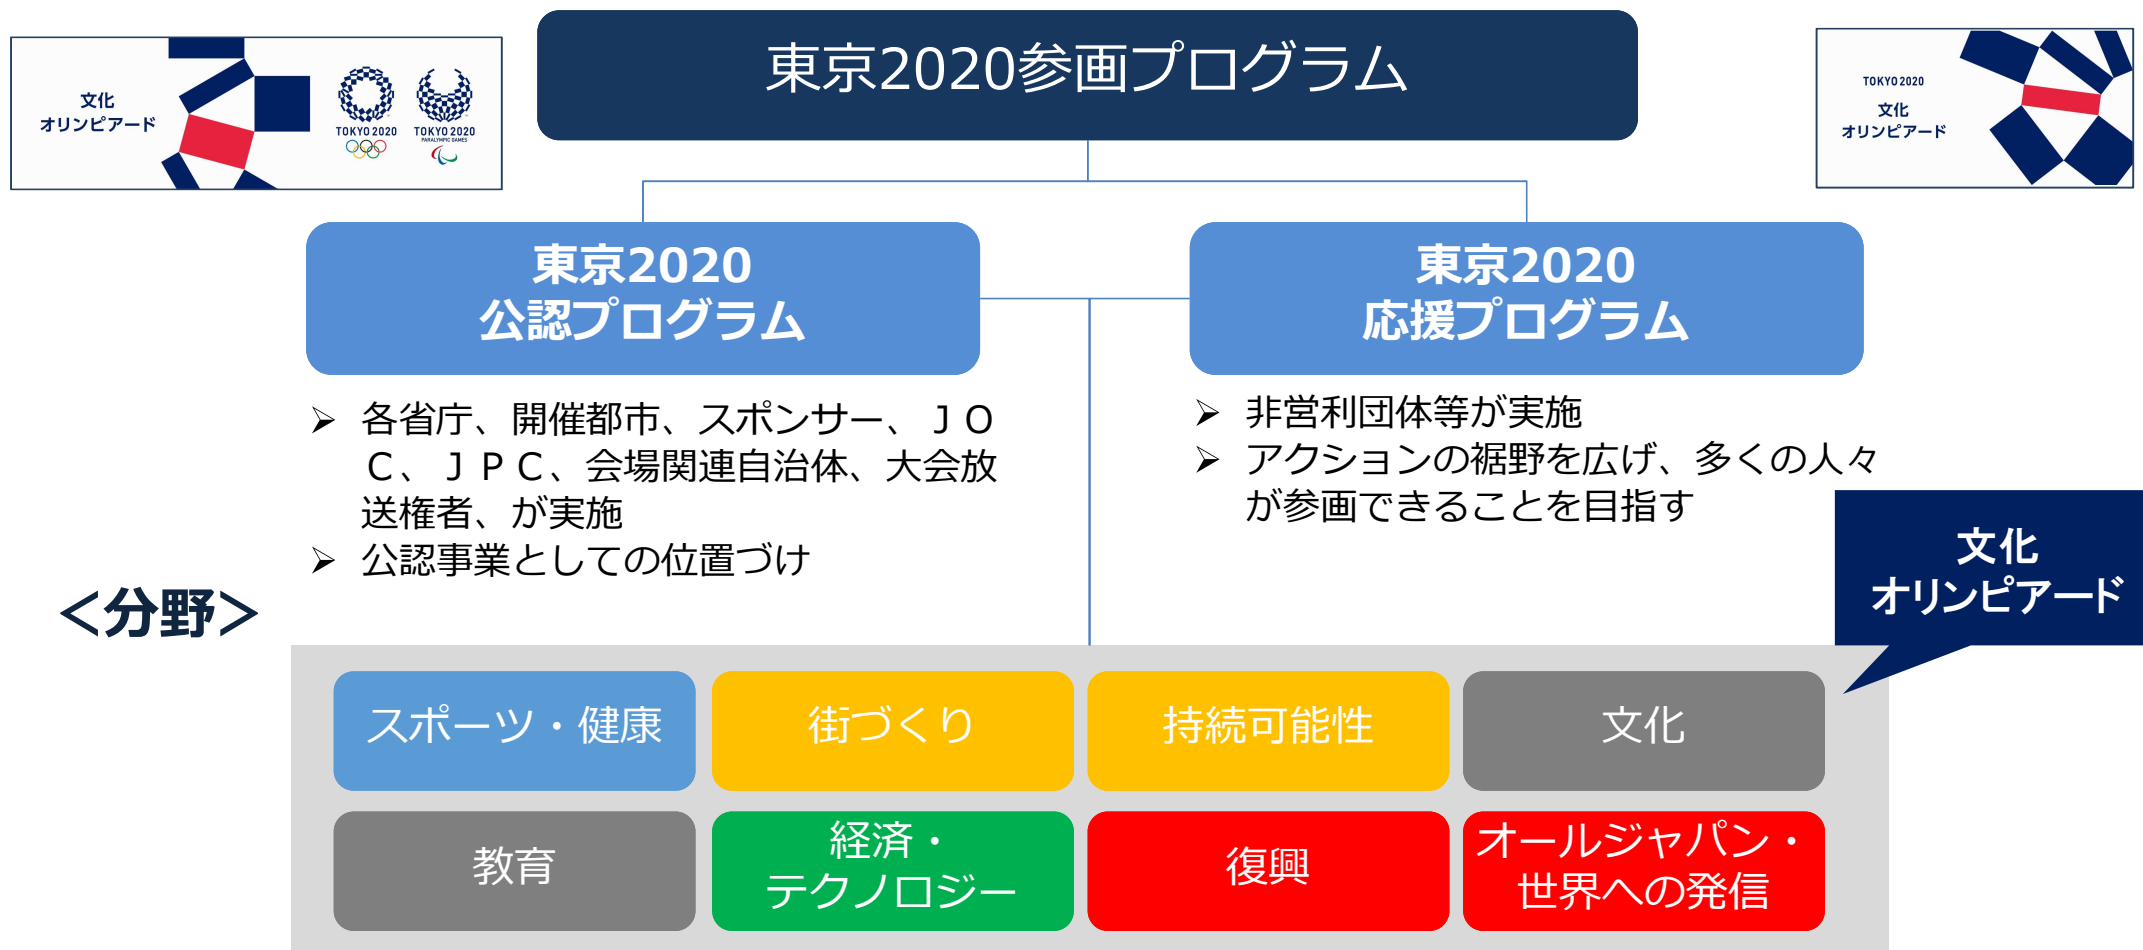 東京2020参画プログラム
文化
オリンピアード
TOKYO 2020
TOKYO 2020
PARALYMPIC GAMES
TOKYO 2020
文化
オリンピアード
東京2020
公認プログラム
東京2020
応援プログラム
➢ 各省庁、開催都市、スポンサー、ＪＯ
Ｃ、ＪＰＣ、会場関連自治体、大会放
送権者、が実施
➢ 公認事業としての位置づけ
➢ 非営利団体等が実施
➢ アクションの裾野を広げ、多くの人々
が参画できることを目指す
文化
オリンピアード
＜分野＞
スポーツ・健康
街づくり
持続可能性
文化
教育
経済・
テクノロジー
復興
オールジャパン・
世界への発信